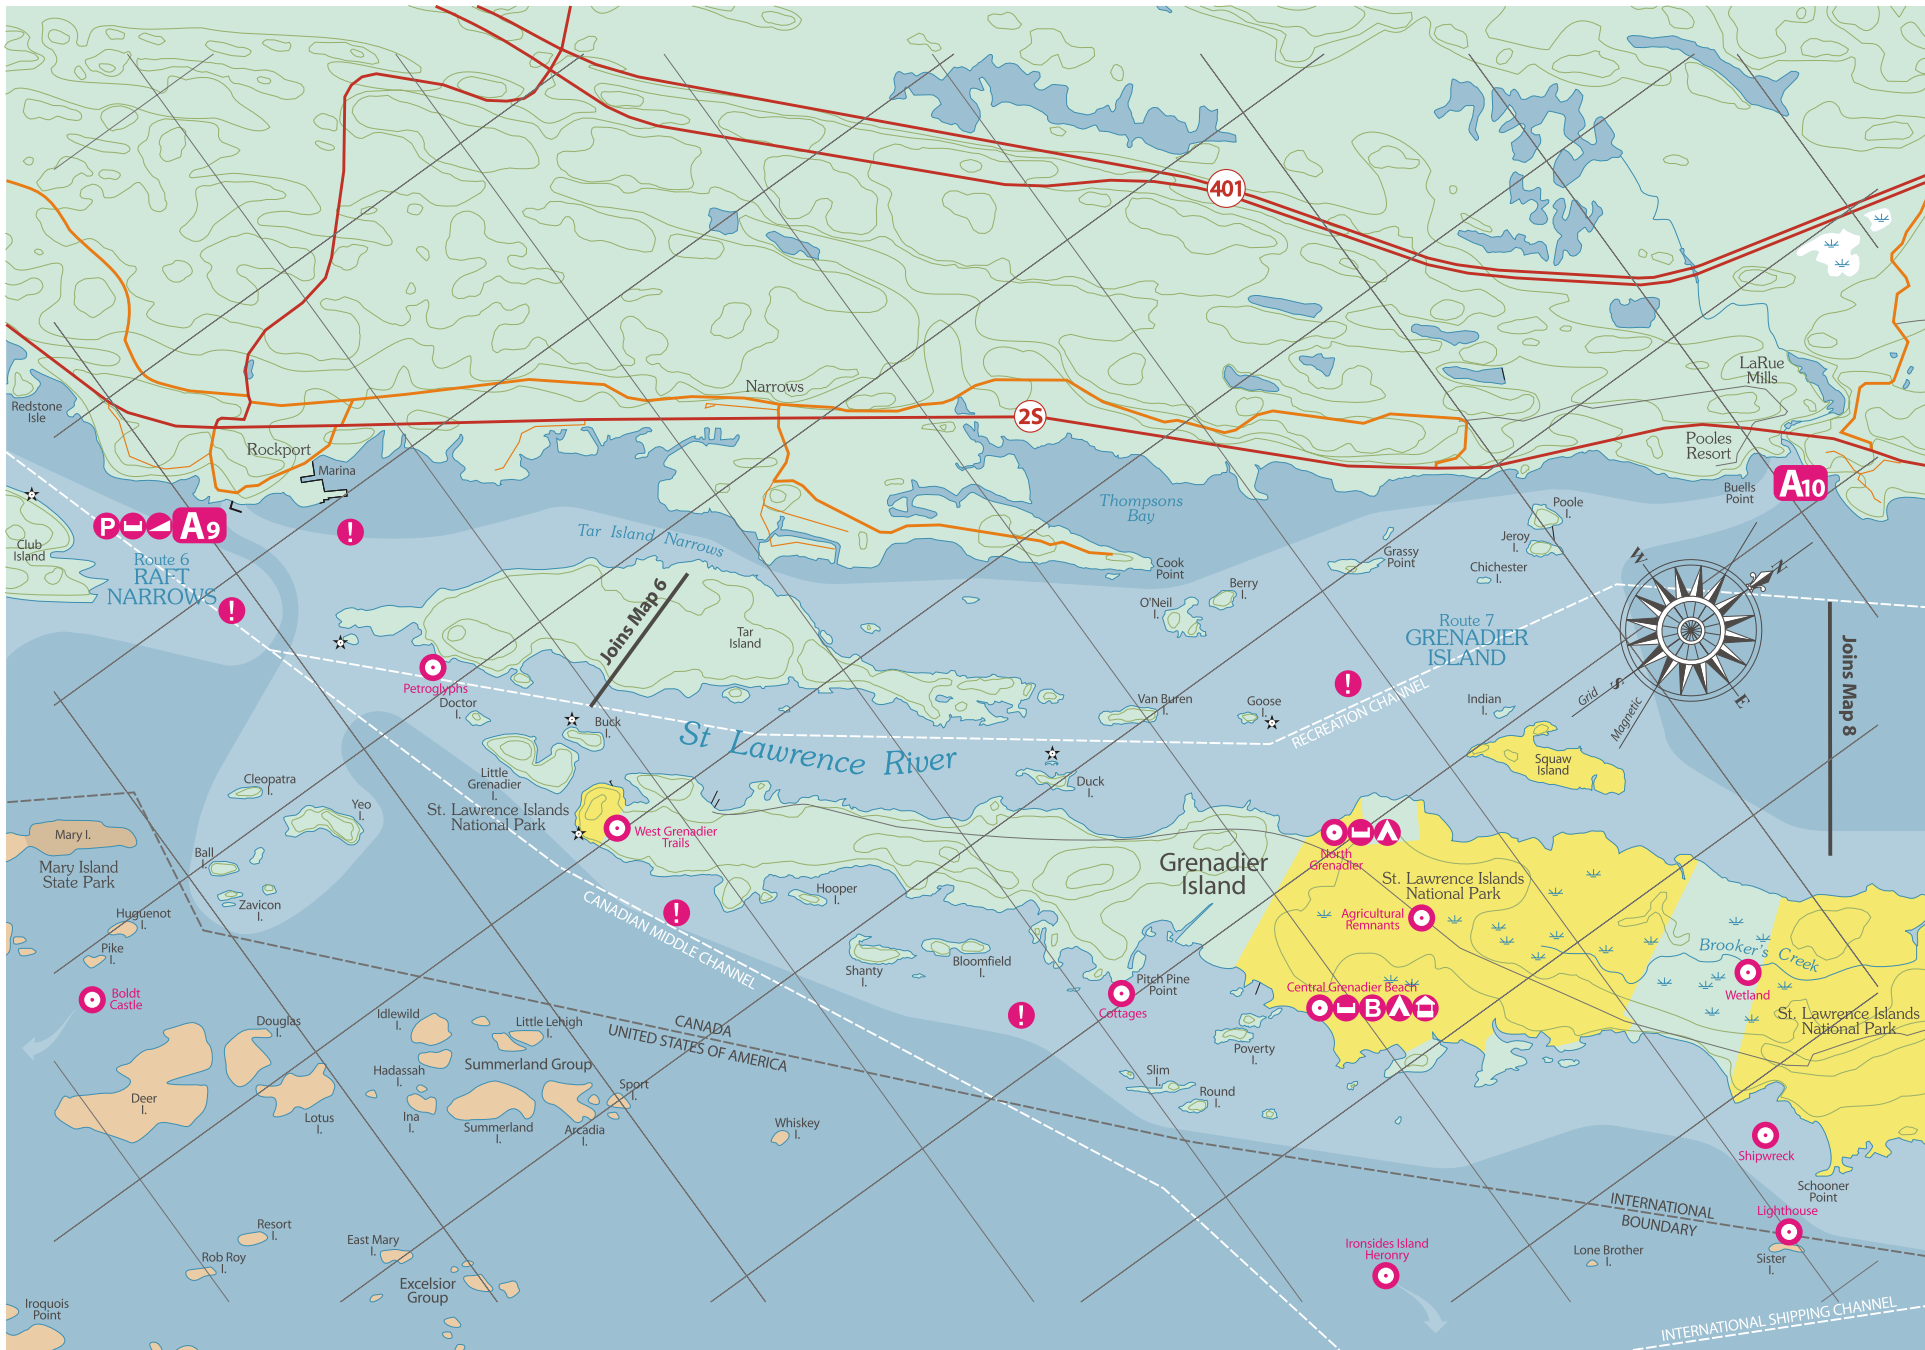 401
LaRue
Mills
Narrows
Redstone
Isle
2S
Rockport
Pooles
Resort
Marina
Buells
Point
A10
Thompsons
Bay
Poole
I.
P
A9
!
Tar Island Narrows
Jeroy
I.
Club
Island
Route 6
RAFT
NARROWS
Grassy
Point
Cook
Point
Chichester
I.
W
N
S
E
Berry
I.
O'Neil
I.
!
Joins Map 6
Tar
Island
Route 7
GRENADIER
ISLAND
Joins Map 8
Petroglyphs
Doctor
I.
!
Grid
Magnetic
Van Buren
I.
Goose
I.
Indian
I.
RECREATION CHANNEL
Buck
I.
St Lawrence River
Squaw
Island
Little
Grenadier
I.
Duck
I.
Cleopatra
I.
Yeo
I.
St. Lawrence Islands
National Park
West Grenadier
Trails
Mary I.
Mary Island
State Park
Ball
I.
North
Grenadier
Grenadier
Island
St. Lawrence Islands
National Park
Hooper
I.
Zavicon
I.
Huguenot
I.
!
CANADIAN MIDDLE CHANNEL
Agricultural
Remnants
Pike
I.
Brooker's Creek
Shanty
I.
Bloomfield
I.
Pitch Pine
Point
Central Grenadier Beach
B
Wetland
Boldt
Castle
Cottages
!
St. Lawrence Islands
National Park
Douglas
I.
Idlewild
I.
Little Lehigh
I.
CANADA
UNITED STATES OF AMERICA
Poverty
I.
Summerland Group
Hadassah
I.
Slim
I.
Round
I.
Sport
I.
Deer
I.
Lotus
I.
Ina
I.
Summerland
I.
Arcadia
I.
Whiskey
I.
Shipwreck
Schooner
Point
INTERNATIONAL
BOUNDARY
Lighthouse
Resort
I.
East Mary
I.
Rob Roy
I.
Ironsides Island
Heronry
Lone Brother
I.
Sister
I.
Excelsior
Group
Iroquois
Point
INTERNATIONAL SHIPPING CHANNEL